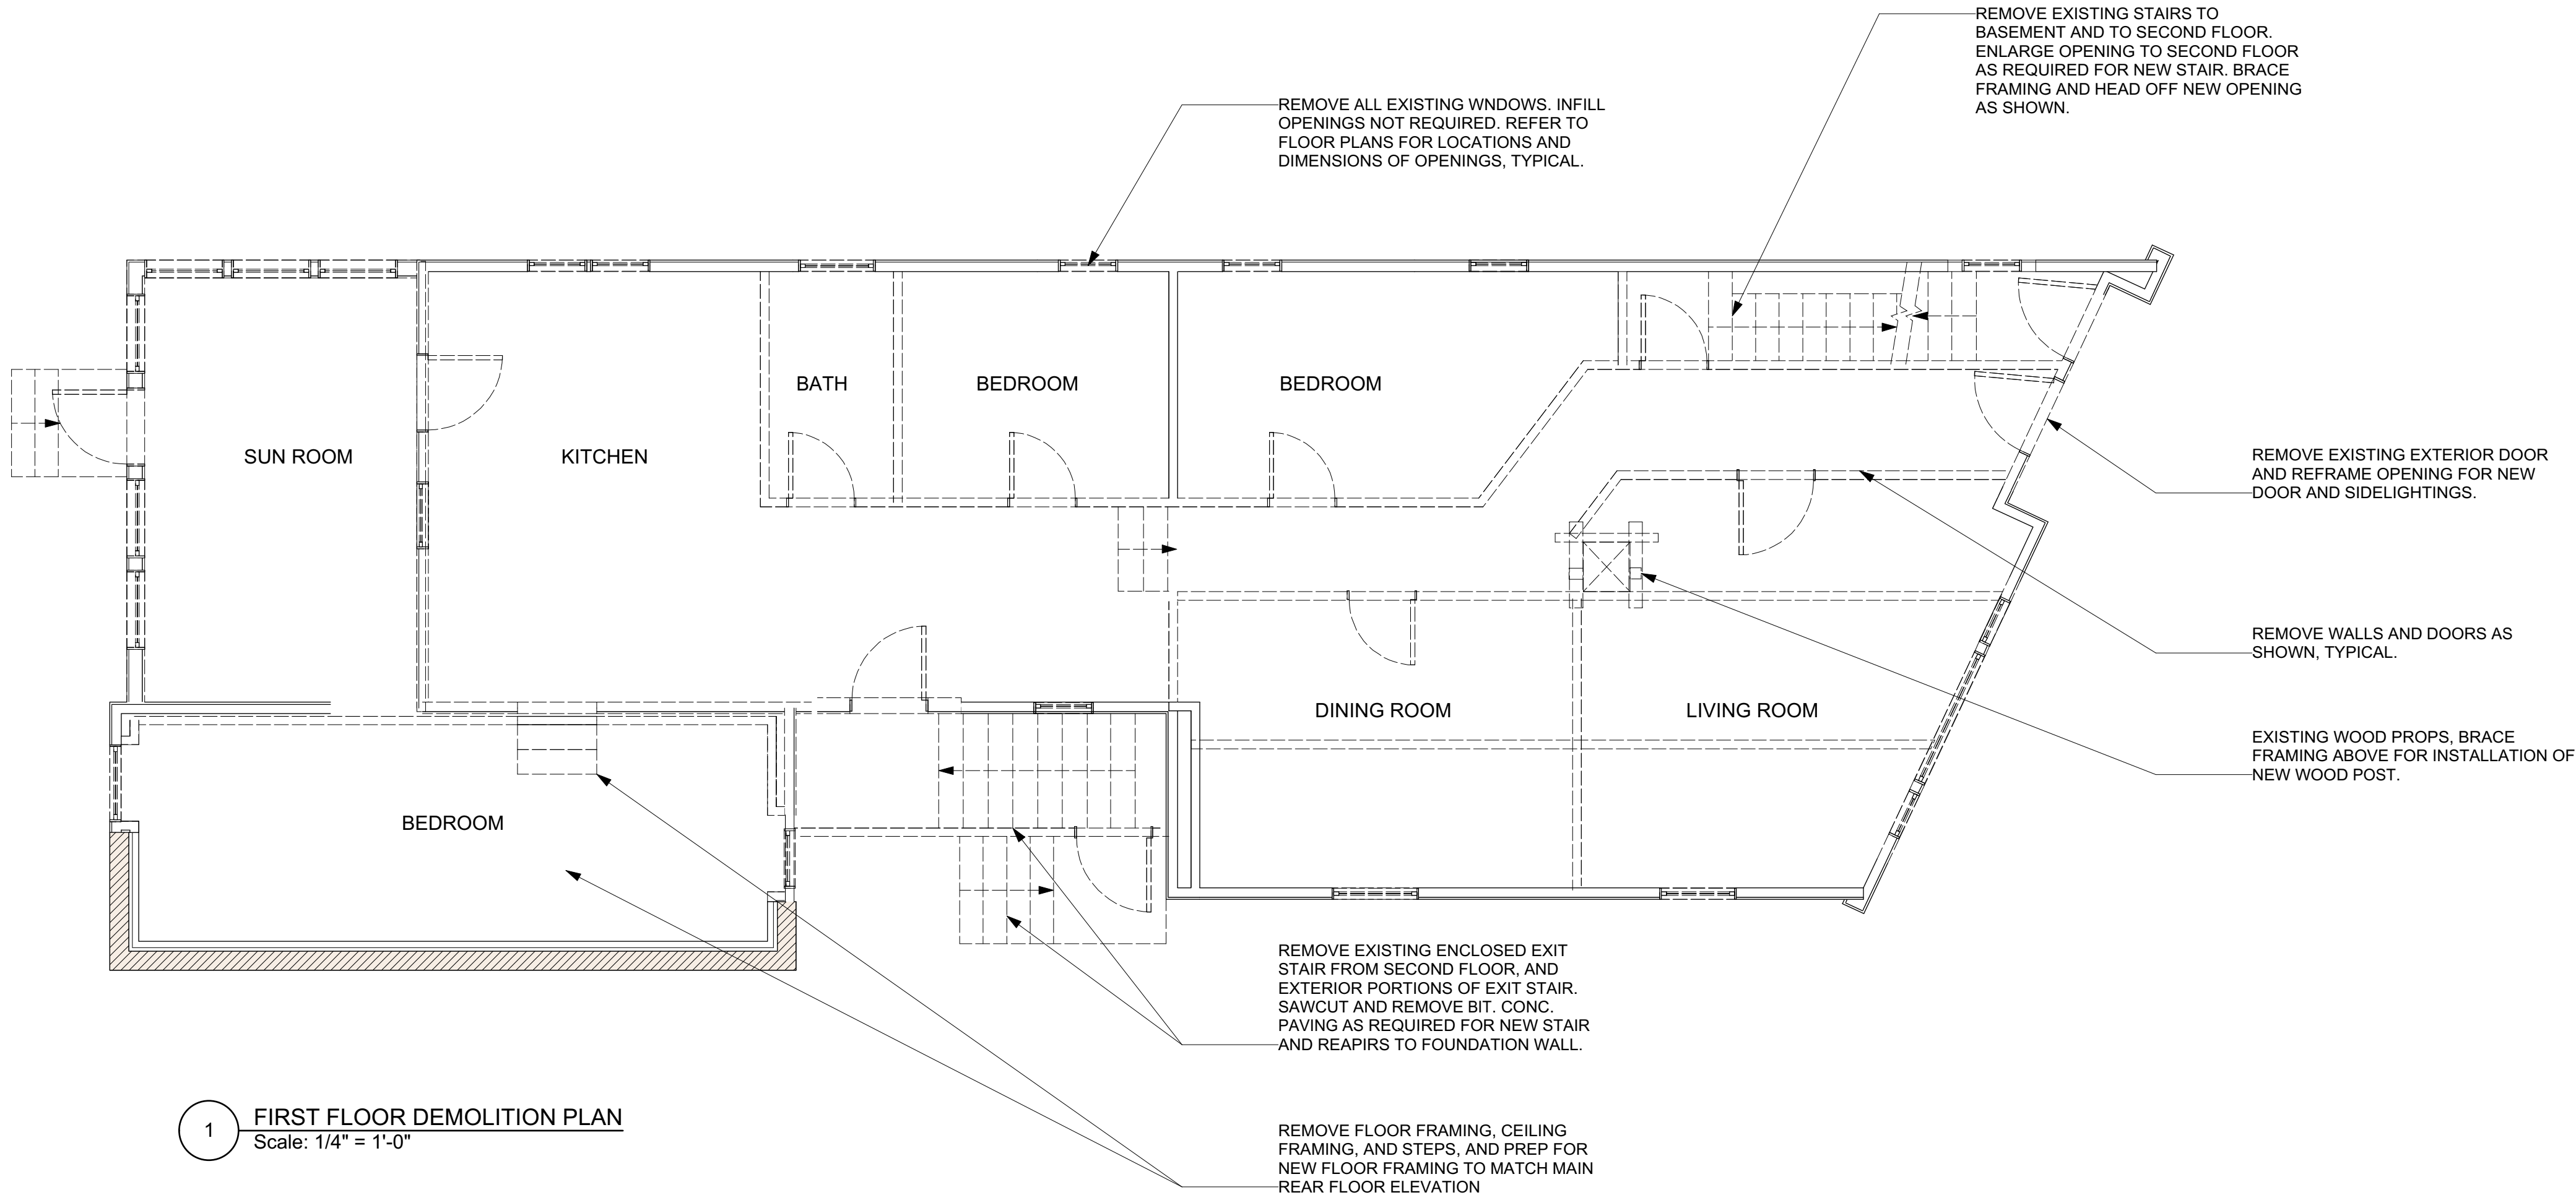 REMOVE EXISTING STAIRS TO
BASEMENT AND TO SECOND FLOOR.
ENLARGE OPENING TO SECOND FLOOR
AS REQUIRED FOR NEW STAIR. BRACE
FRAMING AND HEAD OFF NEW OPENING
AS SHOWN.
REMOVE ALL EXISTING WNDOWS. INFILL
OPENINGS NOT REQUIRED. REFER TO
FLOOR PLANS FOR LOCATIONS AND
DIMENSIONS OF OPENINGS, TYPICAL.
BATH
BEDROOM
BEDROOM
SUN ROOM
KITCHEN
REMOVE EXISTING EXTERIOR DOOR
AND REFRAME OPENING FOR NEW
DOOR AND SIDELIGHTINGS.
REMOVE WALLS AND DOORS AS
SHOWN, TYPICAL.
DINING ROOM
LIVING ROOM
EXISTING WOOD PROPS, BRACE
FRAMING ABOVE FOR INSTALLATION OF
NEW WOOD POST.
BEDROOM
REMOVE EXISTING ENCLOSED EXIT
STAIR FROM SECOND FLOOR, AND
EXTERIOR PORTIONS OF EXIT STAIR.
SAWCUT AND REMOVE BIT. CONC.
PAVING AS REQUIRED FOR NEW STAIR
AND REAPIRS TO FOUNDATION WALL.
1
FIRST FLOOR DEMOLITION PLAN
Scale: 1/4" = 1'-0"
REMOVE FLOOR FRAMING, CEILING
FRAMING, AND STEPS, AND PREP FOR
NEW FLOOR FRAMING TO MATCH MAIN
REAR FLOOR ELEVATION